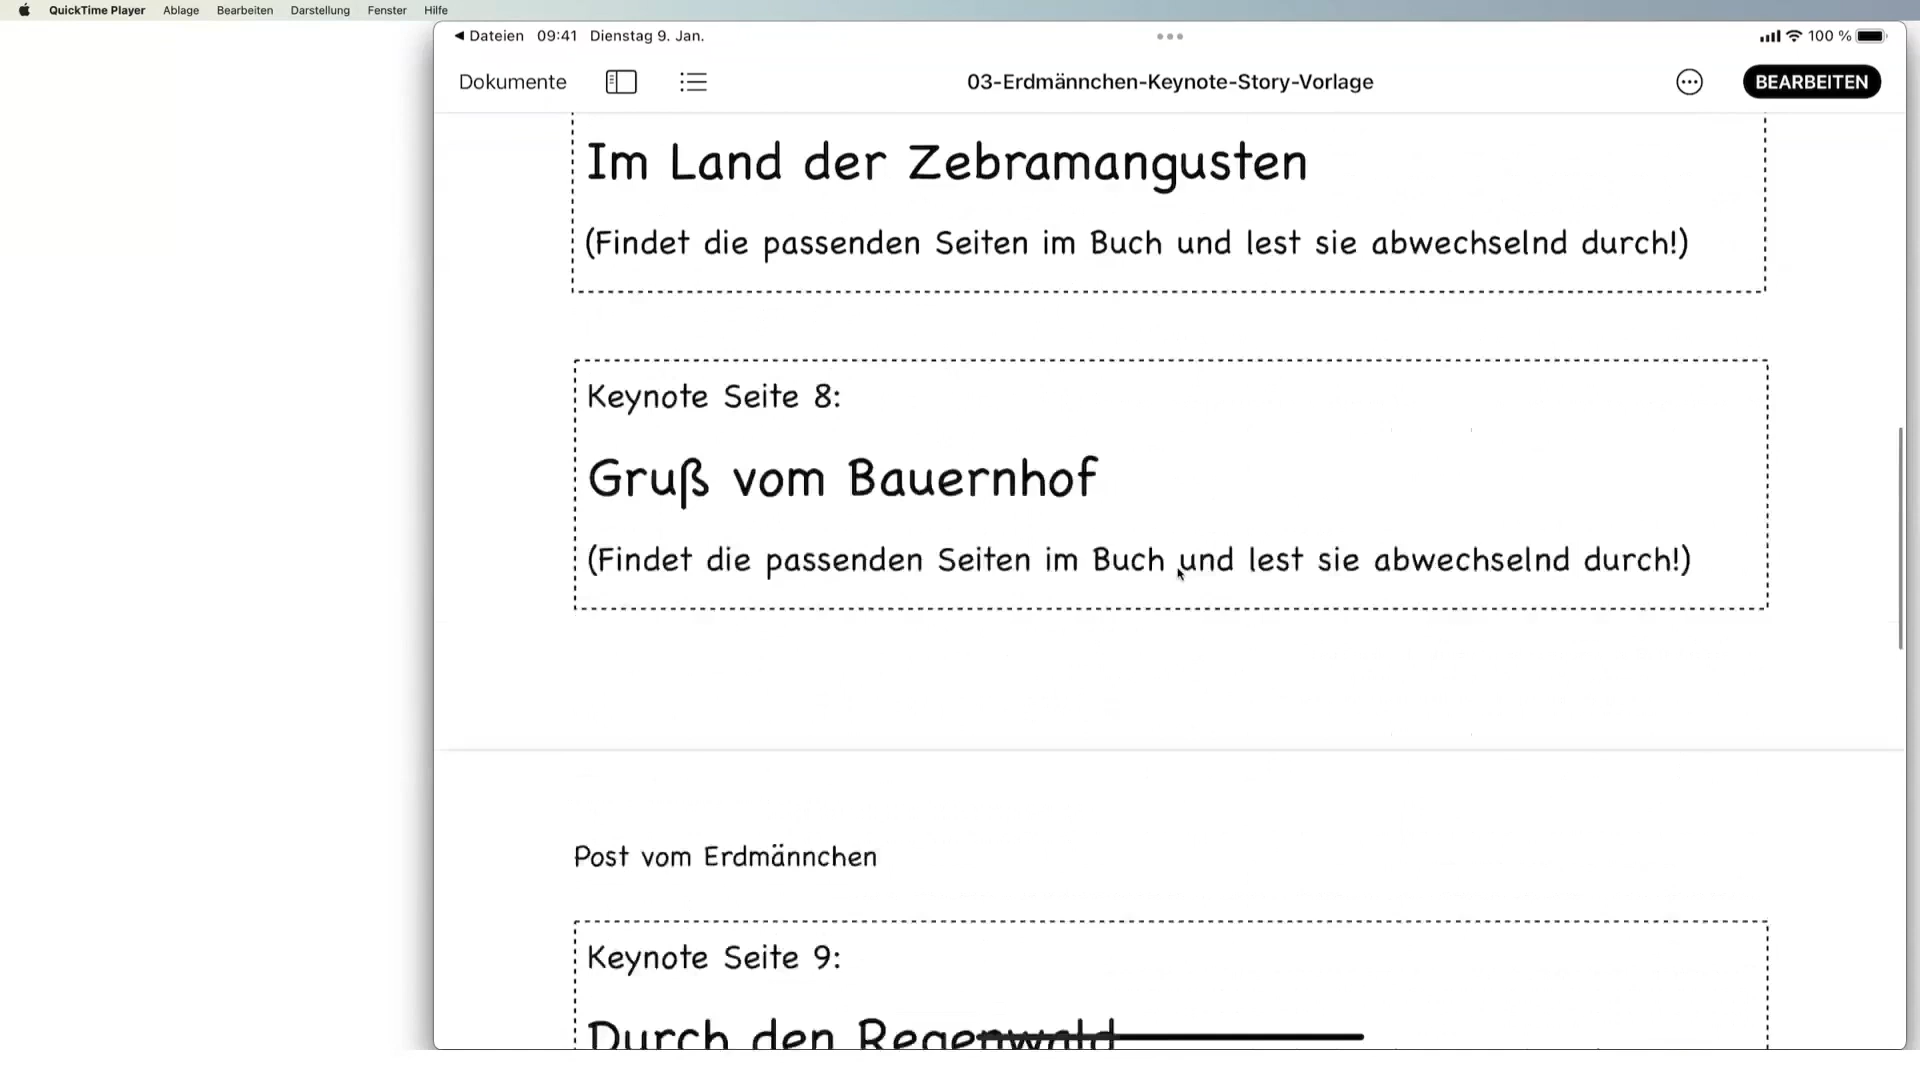 QuickTime Player Ablage Bearbeiten Darstellung Fenster Hilfe
Dateien 09:41 Dienstag 9. Jan. 100 %
Dokumente 03-Erdmännchen-Keynote-Story-Vorlage BEARBEITEN
Im Land der Zebramangusten
(Findet die passenden Seiten im Buch und lest sie abwechselnd durch!)
Keynote Seite 8:
Gruß vom Bauernhof
(Findet die passenden Seiten im Buch und lest sie abwechselnd durch!)
Post vom Erdmännchen
Keynote Seite 9:
Durch den Regenwald